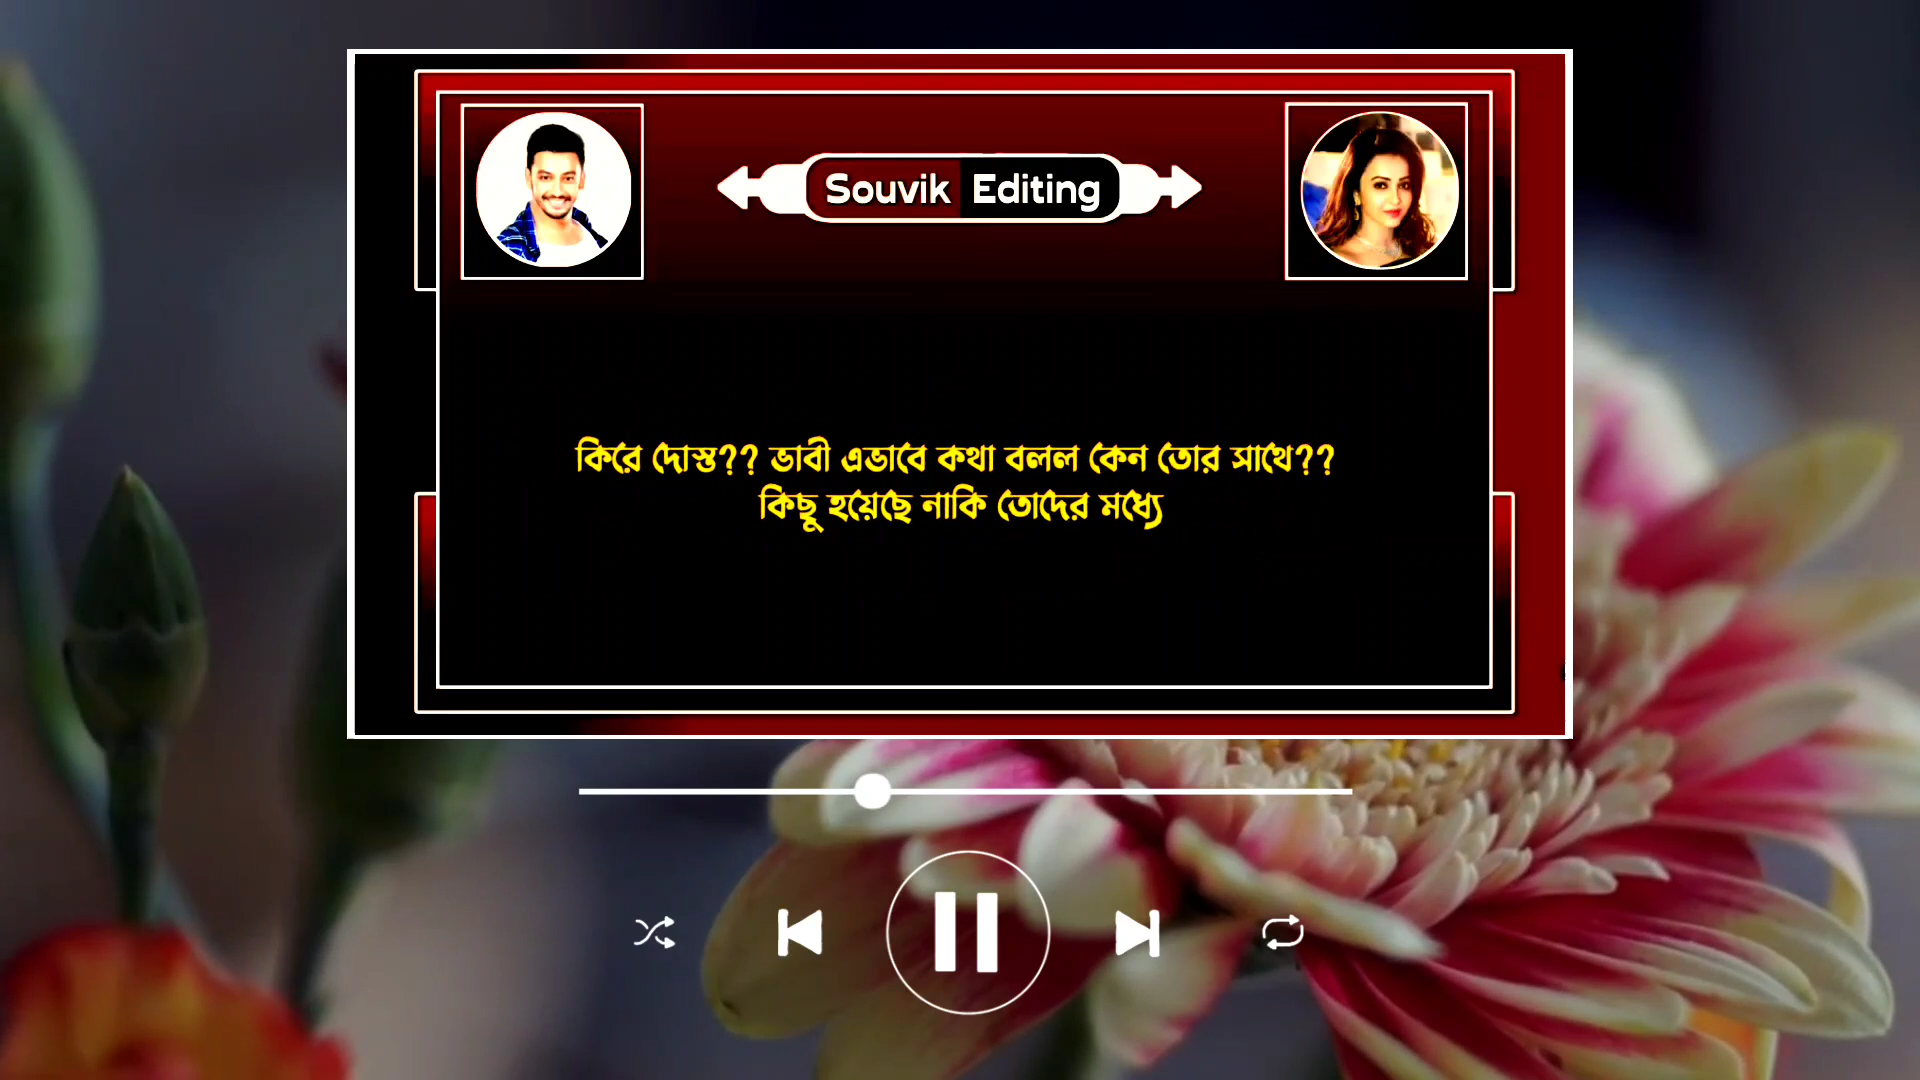 Souvik Editing
কিরে দোস্ত?? ভাবী এভাবে কথা বলল কেন তোর সাথে??
কিছু হয়েছে নাকি তোদের মধ্যে